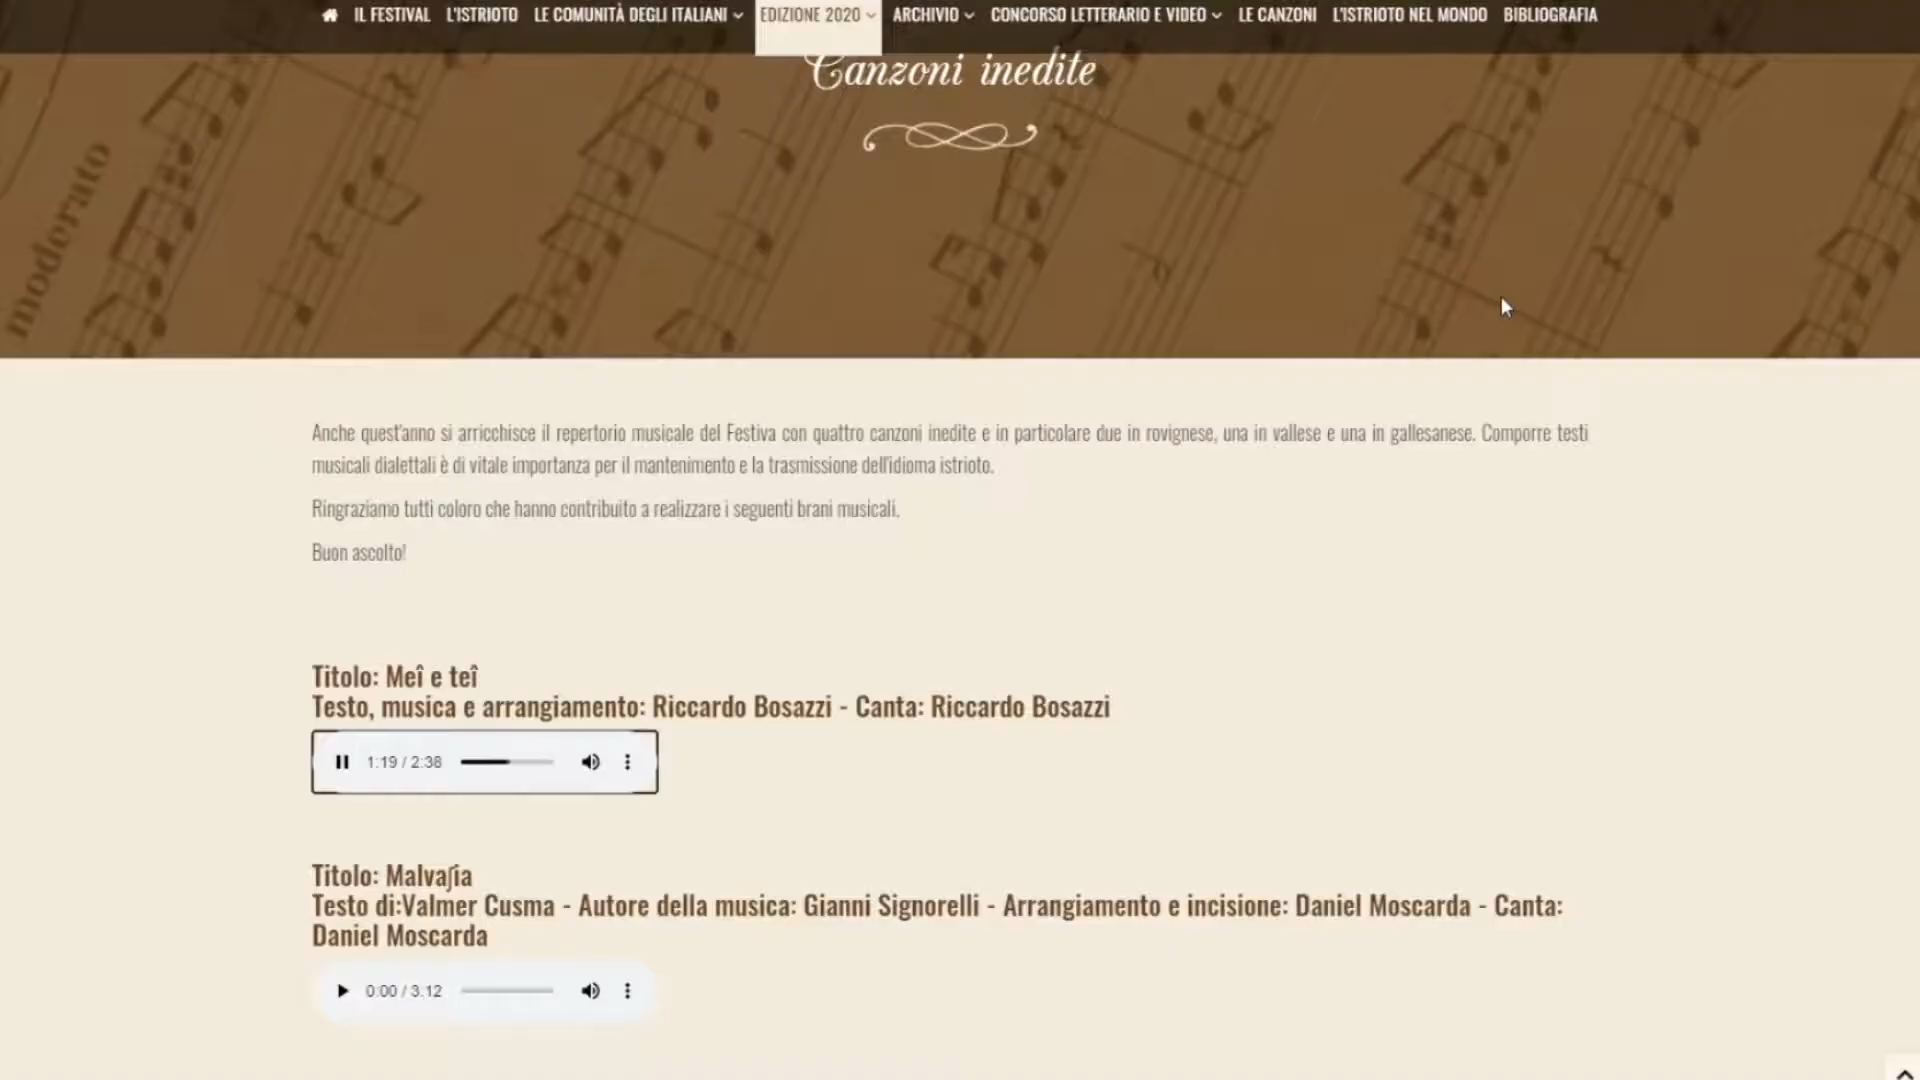 IL FESTIVAL L'ISTRIOTO LE COMUNITÀ DEGLI ITALIANI EDIZIONE 2020 ARCHIVIO CONCORSO LETTERARIO E VIDEO LE CANZONI L'ISTRIOTO NEL MONDO BIBLIOGRAFIA
Canzoni inedite
moderato
Anche quest'anno si arricchisce il repertorio musicale del Festiva con quattro canzoni inedite e in particolare due in rovignese, una in vallese e una in gallesanese. Comporre testi
musicali dialettali è di vitale importanza per il mantenimento e la trasmissione dell'idioma istrioto.
Ringraziamo tutti coloro che hanno contribuito a realizzare i seguenti brani musicali.
Buon ascolto!
Titolo: Meî e teî
Testo, musica e arrangiamento: Riccardo Bosazzi - Canta: Riccardo Bosazzi
1:19 / 2:38
Titolo: Malvaʃia
Testo di:Valmer Cusma - Autore della musica: Gianni Signorelli - Arrangiamento e incisione: Daniel Moscarda - Canta:
Daniel Moscarda
0:00 / 3:12